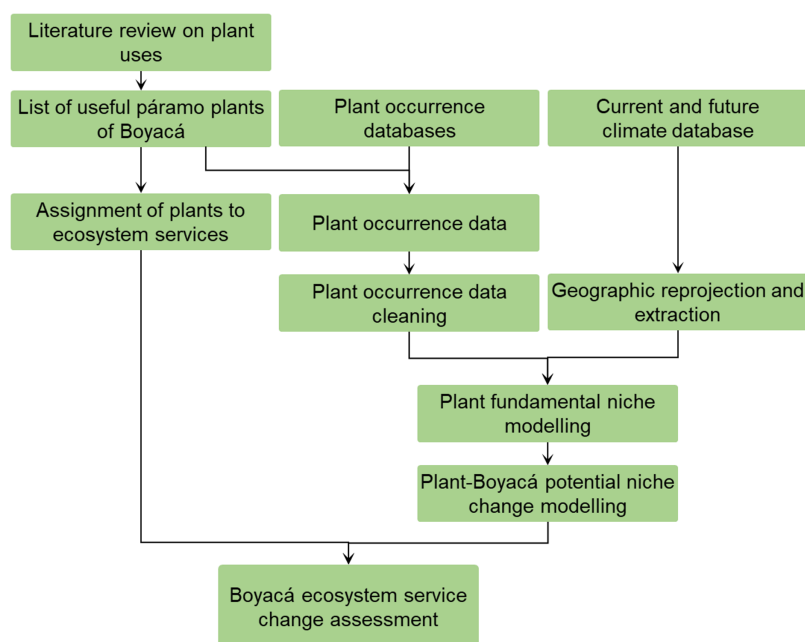 Literature review on plant
uses
List of useful páramo plants
of Boyacá
Plant occurrence
databases
Current and future
climate database
Assignment of plants to
ecosystem services
Plant occurrence data
Plant occurrence data
cleaning
Geographic reprojection and
extraction
Plant fundamental niche
modelling
Plant-Boyacá potential niche
change modelling
Boyacá ecosystem service
change assessment